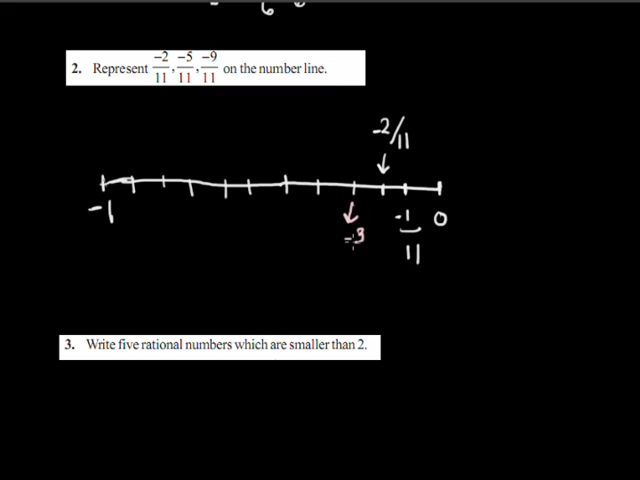 6
2. Represent -2/11, -5/11, -9/11 on the number line.
-2/11
-1 -3 -1/11 0
3. Write five rational numbers which are smaller than 2.